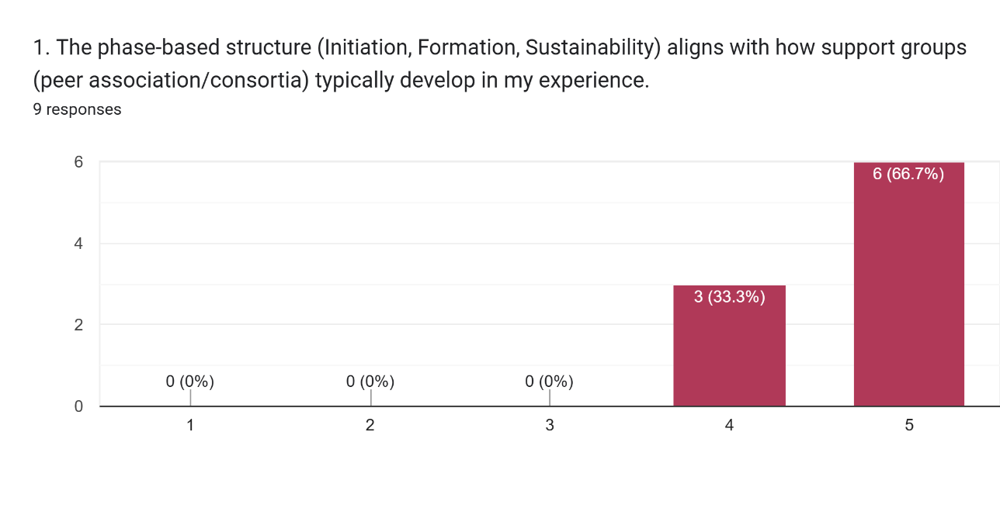 1. The phase-based structure (Initiation, Formation, Sustainability) aligns with how support groups
(peer association/consortia) typically develop in my experience.
9 responses
6
6 (66.7%)
4
3 (33.3%)
2
0 (0%) 0 (0%) 0 (0%)
0
1 2 3 4 5